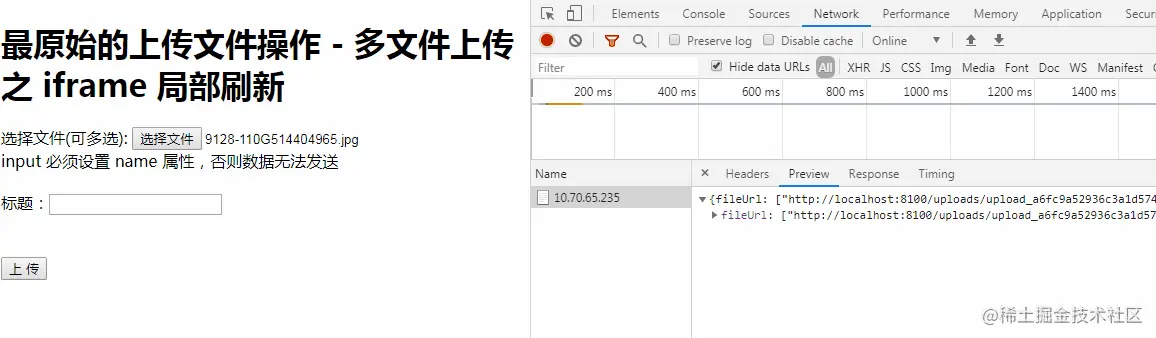 最原始的上传文件操作 - 多文件上传
之 iframe 局部刷新
选择文件(可多选): 选择文件 9128-110G514404965.jpg
input 必须设置 name 属性，否则数据无法发送
标题：
上 传
Elements Console Sources Network Performance Memory Application Secur
Preserve log Disable cache Online
Filter Hide data URLs All XHR JS CSS Img Media Font Doc WS Manifest
200 ms 400 ms 600 ms 800 ms 1000 ms 1200 ms 1400 ms
Name × Headers Preview Response Timing
10.70.65.235
{fileUrl: ["http://localhost:8100/uploads/upload_a6fc9a52936c3a1d574
fileUrl: ["http://localhost:8100/uploads/upload_a6fc9a52936c3a1d57
@稀土掘金技术社区